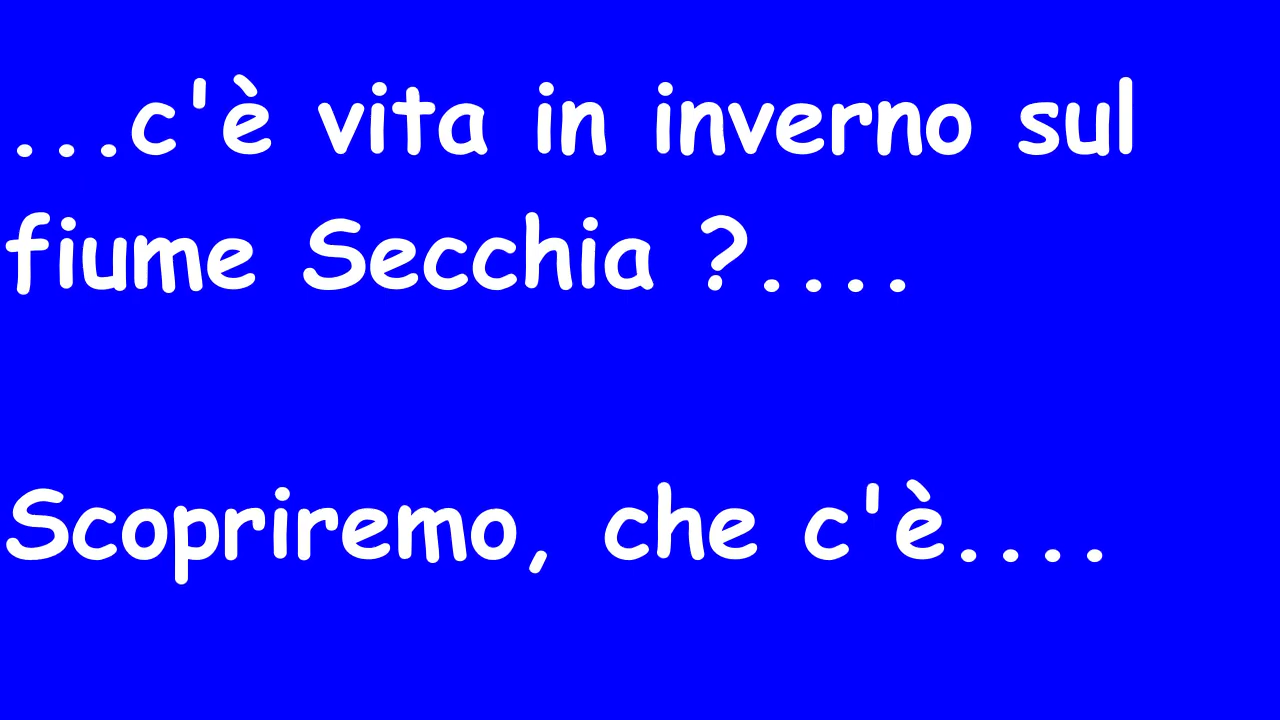 ...c'è vita in inverno sul
fiume Secchia ?....
Scopriremo, che c'è....